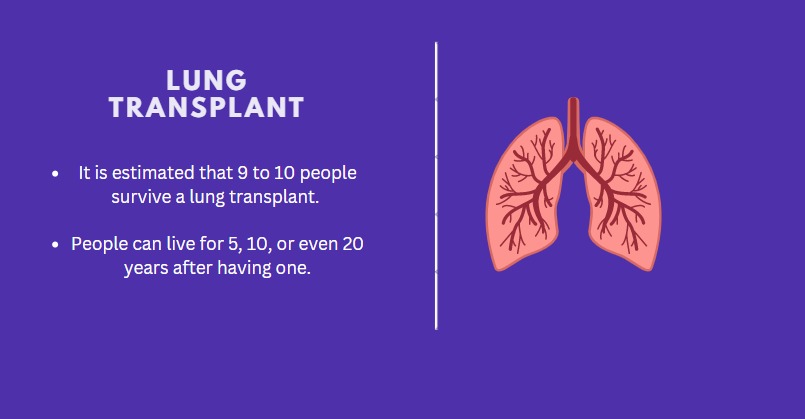 LUNG
TRANSPLANT
• It is estimated that 9 to 10 people
survive a lung transplant.
• People can live for 5, 10, or even 20
years after having one.